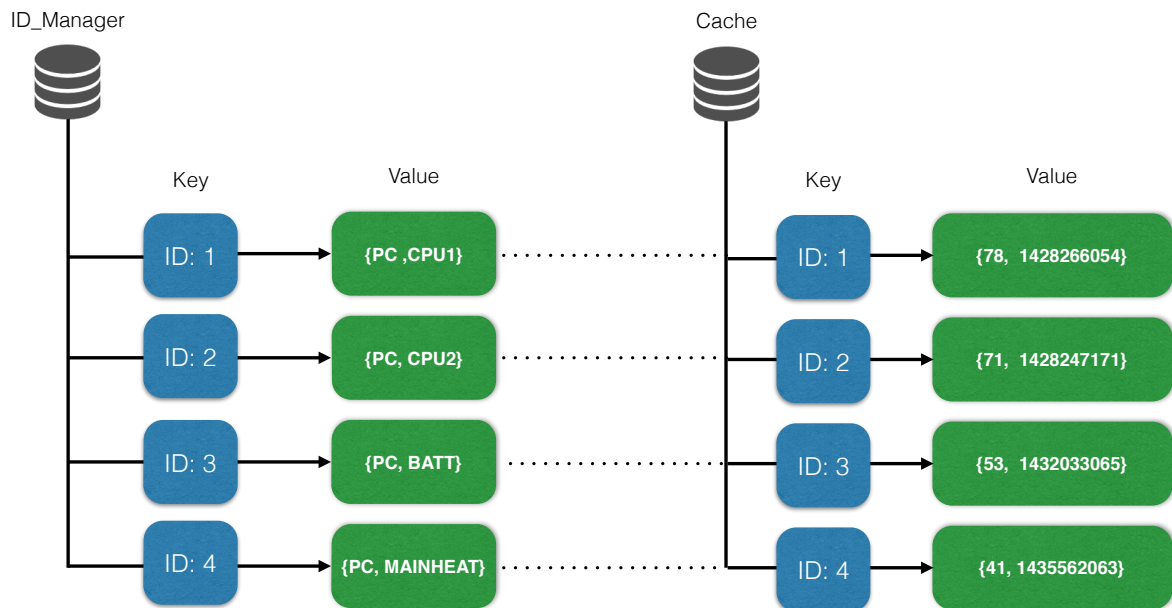 ID_Manager
Cache
Key
Value
Key
Value
ID: 1
{PC ,CPU1}
ID: 1
{78, 1428266054}
ID: 2
{PC, CPU2}
ID: 2
{71, 1428247171}
ID: 3
{PC, BATT}
ID: 3
{53, 1432033065}
ID: 4
{PC, MAINHEAT}
ID: 4
{41, 1435562063}